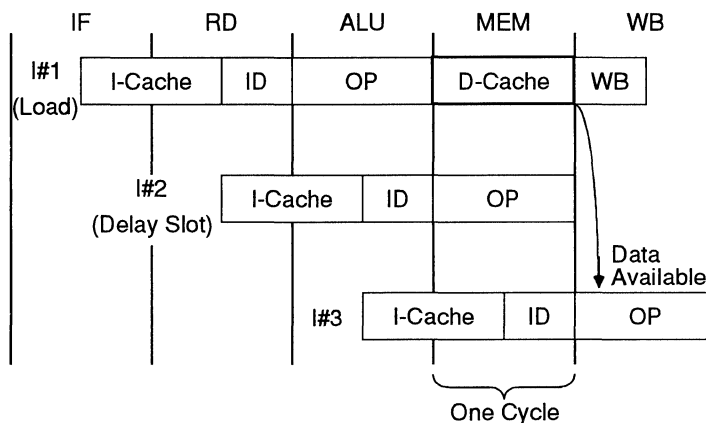 IF RD ALU MEM WB
I#1 I-Cache ID OP D-Cache WB
(Load)
I#2 I-Cache ID OP
(Delay Slot)
Data
Available
I#3 I-Cache ID OP
One Cycle